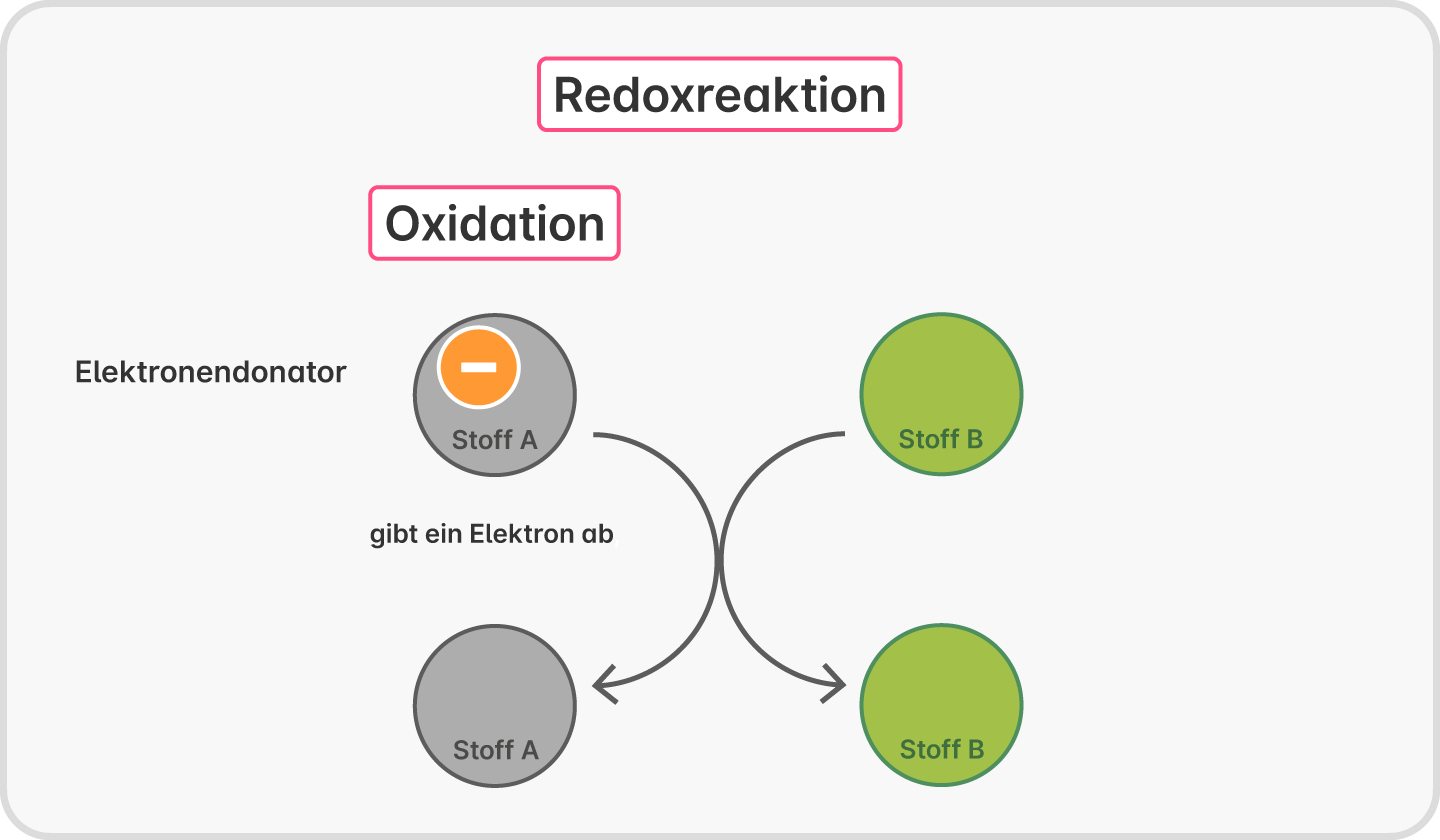 Redoxreaktion
Oxidation
Elektronendonator
Stoff A
Stoff B
gibt ein Elektron ab
Stoff A
Stoff B